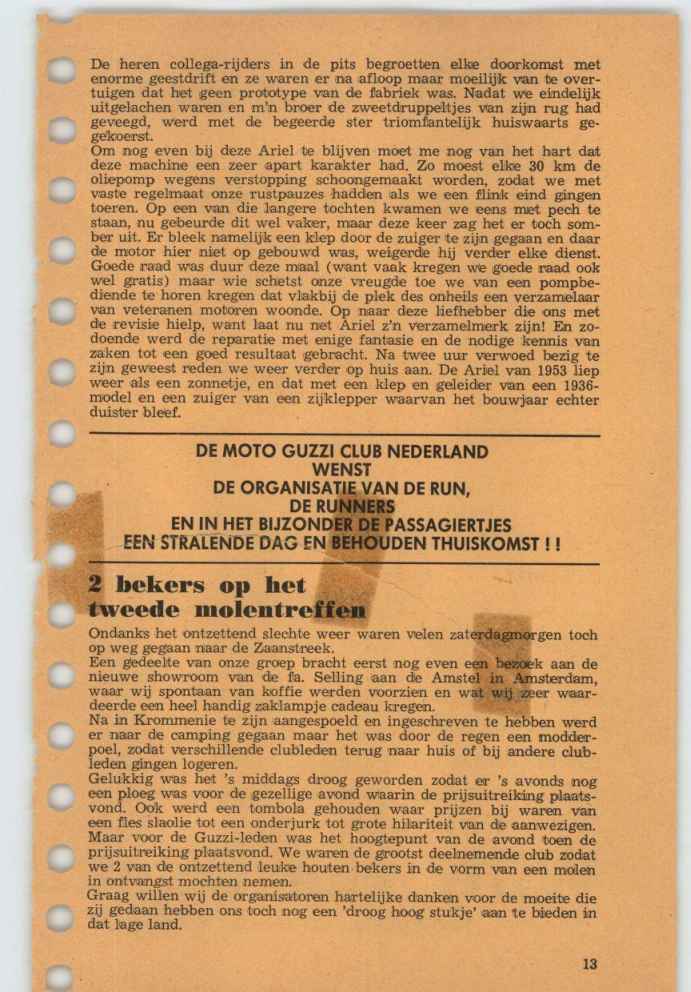 De heren collega-rijders in de pits begroetten elke doorkomst met
enorme geestdrift en ze waren er na afloop maar moeilijk van te over-
tuigen dat het geen prototype van de fabriek was. Nadat we eindelijk
uitgelachen waren en m'n broer de zweetdruppeltjes van zijn rug had
geveegd, werd met de begeerde ster triomfantelijk huiswaarts ge-
gekoerst.
Om nog even bij deze Ariel te blijven moet me nog van het hart dat
deze machine een zeer apart karakter had. Zo moest elke 30 km de
oliepomp wegens verstopping schoongemaakt worden, zodat we met
vaste regelmaat onze rustpauzes hadden als we een flink eind gingen
toeren. Op een van die langere tochten kwamen we eens met pech te
staan, nu gebeurde dit wel vaker, maar deze keer zag het er toch som-
ber uit. Er bleek namelijk een klep door de zuiger te zijn gegaan en daar
de motor hier niet op gebouwd was, weigerde hij verder elke dienst.
Goede raad was duur deze maal (want vaak kregen we goede raad ook
wel gratis) maar wie schetst onze vreugde toe we van een pompbe-
diende te horen kregen dat vlakbij de plek des onheils een verzamelaar
van veteranen motoren woonde. Op naar deze liefhebber die ons met
de revisie hielp, want laat nu net Ariel z'n verzamelmerk zijn! En zo-
doende werd de reparatie met enige fantasie en de nodige kennis van
zaken tot een goed resultaat gebracht. Na twee uur verwoed bezig te
zijn geweest reden we weer verder op huis aan. De Ariel van 1953 liep
weer als een zonnetje, en dat met een klep en geleider van een 1936-
model en een zuiger van een zijklepper waarvan het bouwjaar echter
duister bleef.
DE MOTO GUZZI CLUB NEDERLAND
WENST
DE ORGANISATIE VAN DE RUN,
DE RUNNERS
EN IN HET BIJZONDER DE PASSAGIERTJES
EEN STRALENDE DAG EN BEHOUDEN THUISKOMST ! !
2 bekers op het
tweede molentreffen
Ondanks het ontzettend slechte weer waren velen zaterdagmorgen toch
op weg gegaan naar de Zaanstreek.
Een gedeelte van onze groep bracht eerst nog even een bezoek aan de
nieuwe showroom van de fa. Selling aan de Amstel in Amsterdam,
waar wij spontaan van koffie werden voorzien en wat wij zeer waar-
deerde een heel handig zaklampje cadeau kregen.
Na in Krommenie te zijn aangespoeld en ingeschreven te hebben werd
er naar de camping gegaan maar het was door de regen een modder-
poel, zodat verschillende clubleden terug naar huis of bij andere club-
leden gingen logeren.
Gelukkig was het 's middags droog geworden zodat er 's avonds nog
een ploeg was voor de gezellige avond waarin de prijsuitreiking plaats-
vond. Ook werd een tombola gehouden waar prijzen bij waren van
een fles slaolie tot een onderjurk tot grote hilariteit van de aanwezigen.
Maar voor de Guzzi-leden was het hoogtepunt van de avond toen de
prijsuitreiking plaatsvond. We waren de grootst deelnemende club zodat
we 2 van de ontzettend leuke houten bekers in de vorm van een molen
in ontvangst mochten nemen.
Graag willen wij de organisatoren hartelijke danken voor de moeite die
zij gedaan hebben ons toch nog een 'droog hoog stukje' aan te bieden in
dat lage land.
13